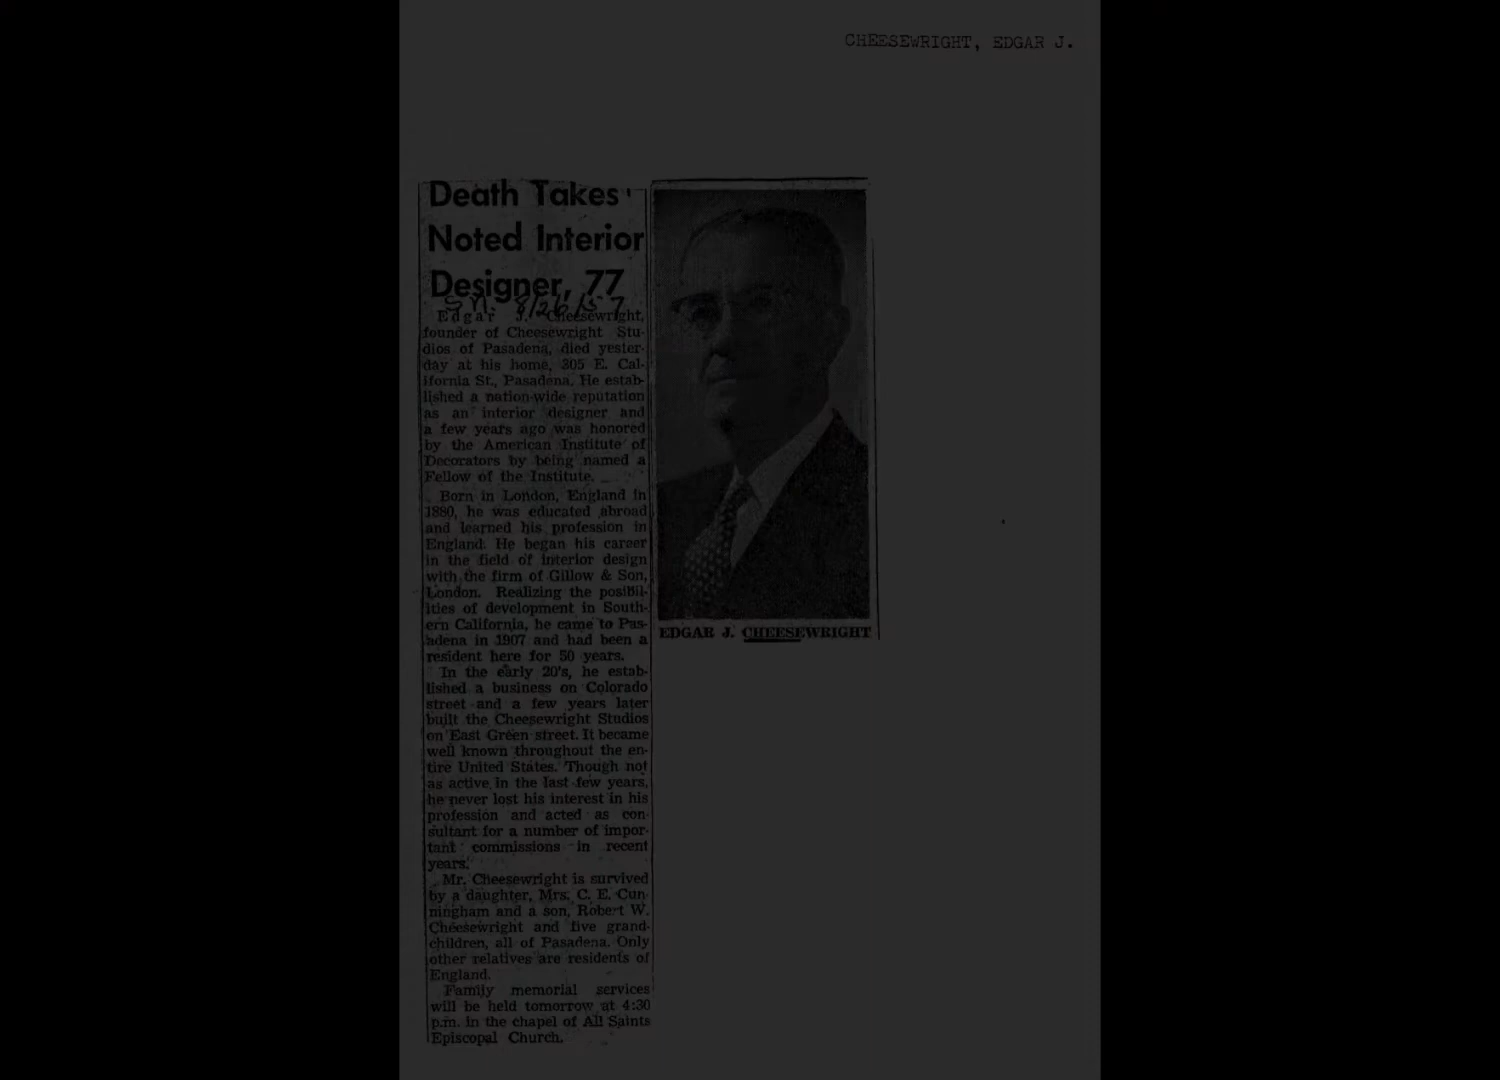 CHEESEWRIGHT, EDGAR J.
Death Takes
Noted Interior
Designer, 77
S.N. 8/26/57
Edgar J. Cheesewright,
founder of Cheesewright Stu-
dios of Pasadena, died yester-
day at his home, 305 E. Cal-
ifornia St., Pasadena. He estab-
lished a nation-wide reputation
as an interior designer and
a few years ago was honored
by the American Institute of
Decorators by being named a
Fellow of the Institute.
Born in London, England in
1880, he was educated abroad
and learned his profession in
England. He began his career
in the field of interior design
with the firm of Gillow & Son,
London. Realizing the posibil-
ities of development in South-
ern California, he came to Pas-
adena in 1907 and had been a
resident here for 50 years.
In the early 20's, he estab-
lished a business on Colorado
street and a few years later
built the Cheesewright Studios
on East Green street. It became
well known throughout the en-
tire United States. Though not
as active in the last few years,
he never lost his interest in his
profession and acted as con-
sultant for a number of impor-
tant commissions in recent
years.
Mr. Cheesewright is survived
by a daughter, Mrs. C. E. Cun-
ningham and a son, Robert W.
Cheesewright and five grand-
children, all of Pasadena. Only
other relatives are residents of
England.
Family memorial services
will be held tomorrow at 4:30
p.m. in the chapel of All Saints
Episcopal Church.
EDGAR J. CHEESEWRIGHT